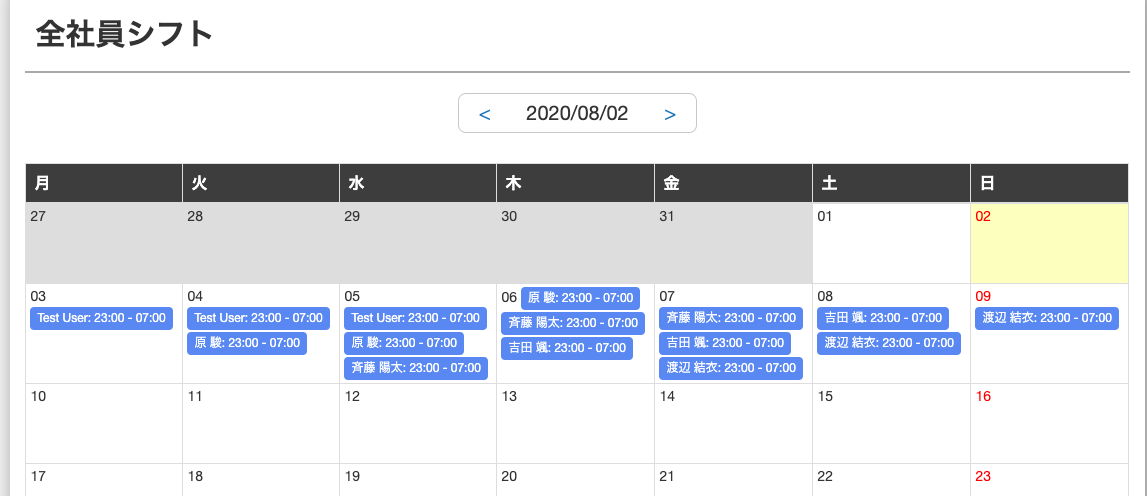 全社員シフト
< 2020/08/02 >
月 火 水 木 金 土 日
27 28 29 30 31 01 02
03
Test User: 23:00 - 07:00
04
Test User: 23:00 - 07:00
原 駿: 23:00 - 07:00
05
Test User: 23:00 - 07:00
原 駿: 23:00 - 07:00
斉藤 陽太: 23:00 - 07:00
06 原 駿: 23:00 - 07:00
斉藤 陽太: 23:00 - 07:00
吉田 颯: 23:00 - 07:00
07
斉藤 陽太: 23:00 - 07:00
吉田 颯: 23:00 - 07:00
渡辺 結衣: 23:00 - 07:00
08
吉田 颯: 23:00 - 07:00
渡辺 結衣: 23:00 - 07:00
09
渡辺 結衣: 23:00 - 07:00
10 11 12 13 14 15 16
17 18 19 20 21 22 23